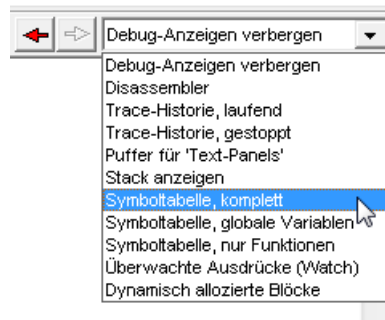 Debug-Anzeigen verbergen
Debug-Anzeigen verbergen
Disassembler
Trace-Historie, laufend
Trace-Historie, gestoppt
Puffer für 'Text-Panels'
Stack anzeigen
Symboltabelle, komplett
Symboltabelle, globale Variablen
Symboltabelle, nur Funktionen
Überwachte Ausdrücke (Watch)
Dynamisch allozierte Blöcke